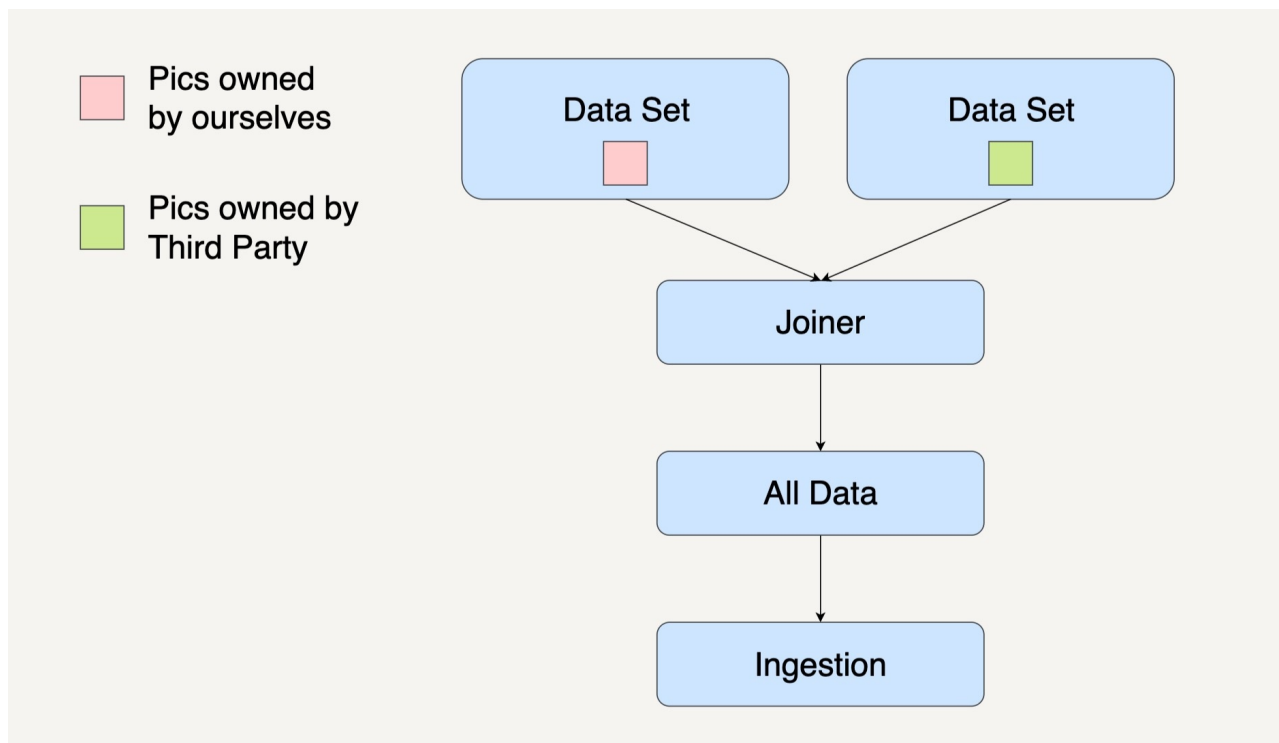 Pics owned
by ourselves
Pics owned by
Third Party
Data Set
Data Set
Joiner
All Data
Ingestion